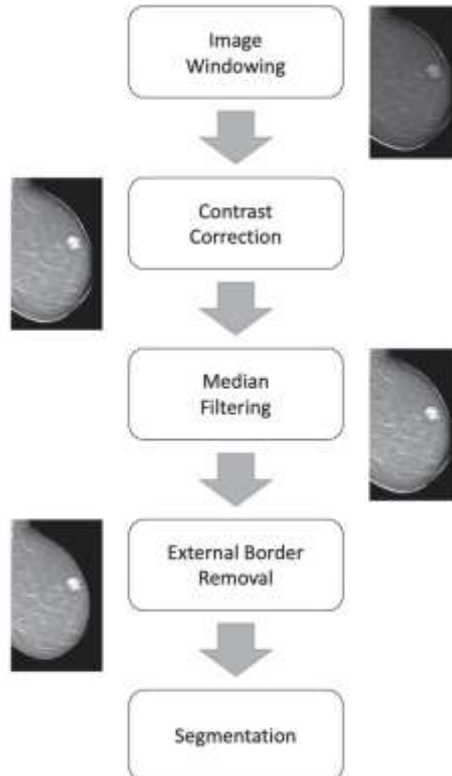 Image
Windowing
Contrast
Correction
Median
Filtering
External Border
Removal
Segmentation